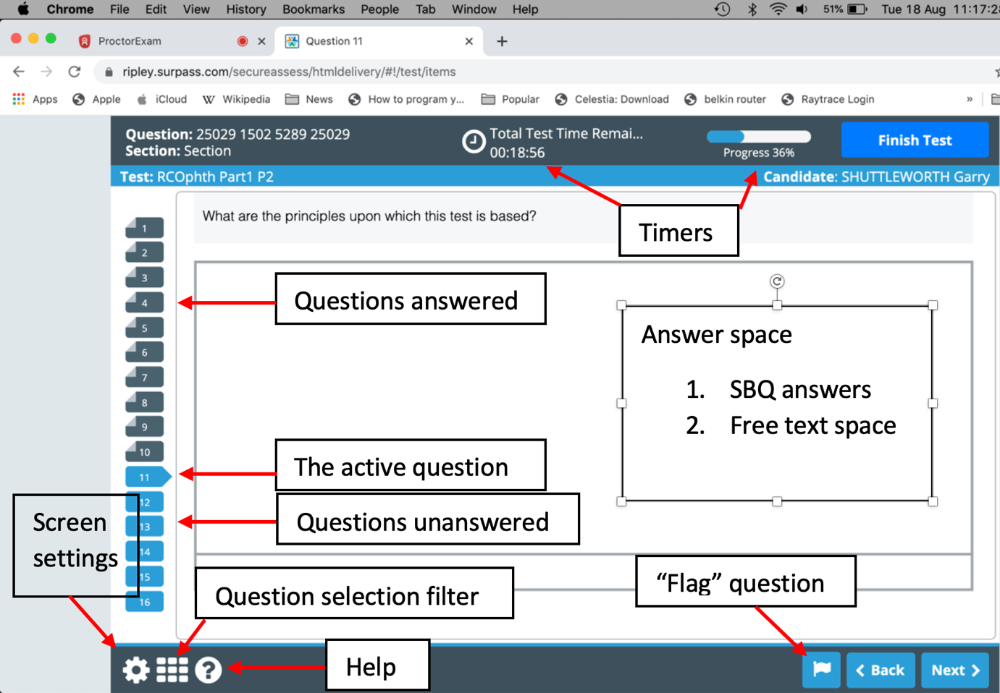 Chrome File Edit View History Bookmarks People Tab Window Help 51% Tue 18 Aug 11:17:2
ProctorExam Question 11
ripley.surpass.com/secureassess/htmldelivery/#!/test/items
Apps Apple iCloud W Wikipedia News How to program y... Popular Celestia: Download belkin router Raytrace Login »
Question: 25029 1502 5289 25029
Section: Section
Total Test Time Remai...
00:18:56
Progress 36%
Finish Test
Test: RCOphth Part1 P2
Candidate: SHUTTLEWORTH Garry
What are the principles upon which this test is based?
Timers
1
2
3
4
5
6
7
8
9
10
11
12
13
14
15
16
Questions answered
Answer space
1. SBQ answers
2. Free text space
The active question
Questions unanswered
Screen
settings
Question selection filter
“Flag” question
Help
Back
Next